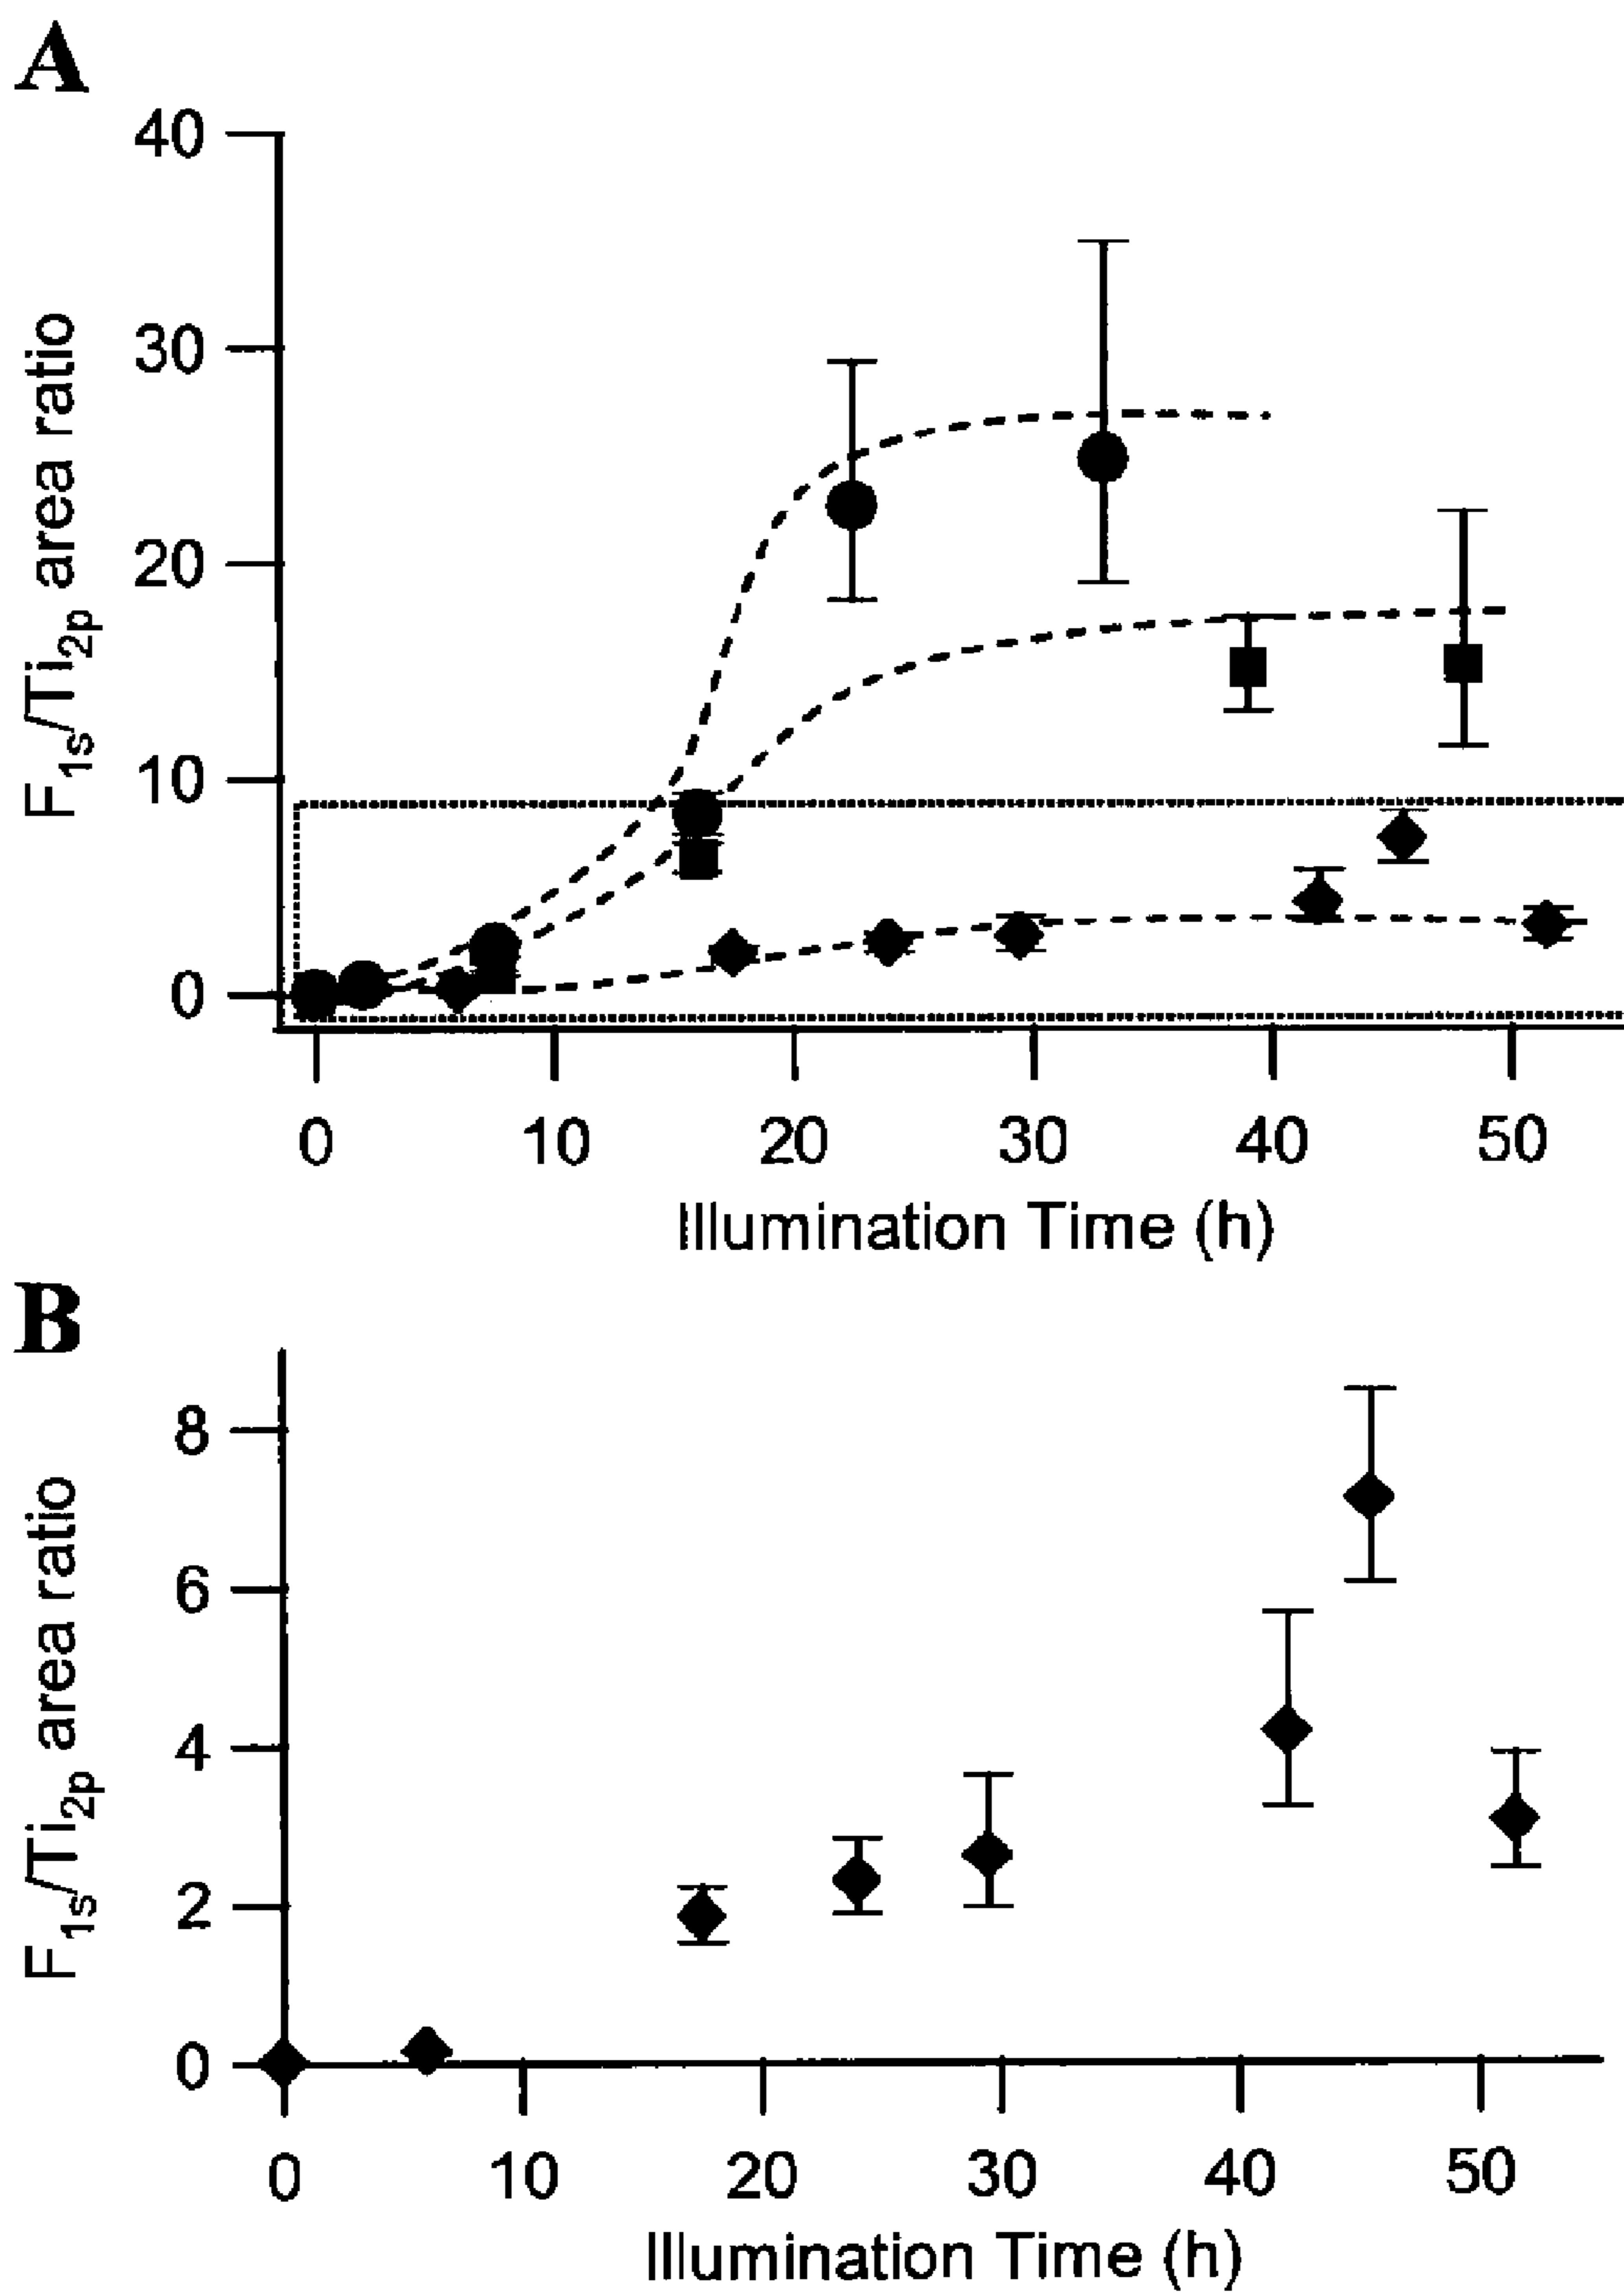 A
40
30
20
10
0
F1s/Ti2p area ratio
0 10 20 30 40 50
Illumination Time (h)
B
8
6
4
2
0
F1s/Ti2p area ratio
0 10 20 30 40 50
Illumination Time (h)